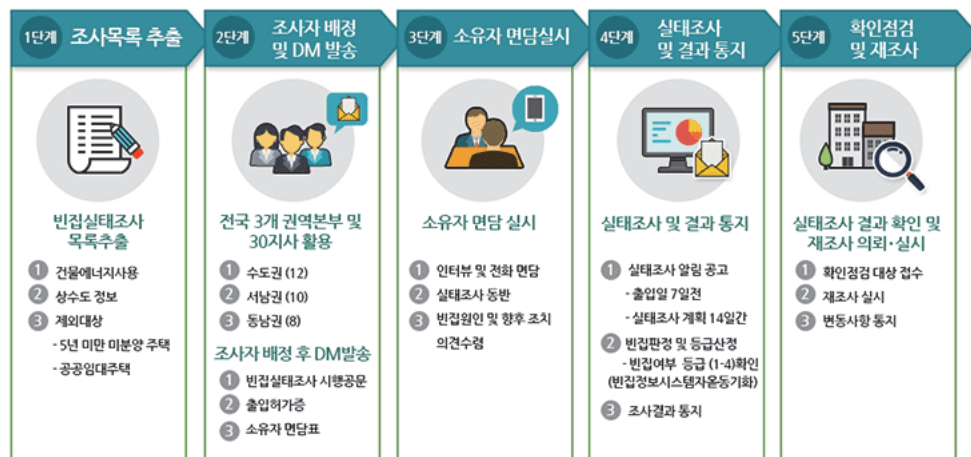 1단계 조사목록 추출
빈집실태조사
목록추출
1 건물에너지사용
2 상수도 정보
3 제외대상
- 5년 미만 미분양 주택
- 공공임대주택
2단계 조사자 배정
및 DM 발송
전국 3개 권역본부 및
30지사 활용
1 수도권 (12)
2 서남권 (10)
3 동남권 (8)
조사자 배정 후 DM발송
1 빈집실태조사 시행공문
2 출입허가증
3 소유자 면담표
3단계 소유자 면담실시
소유자 면담 실시
1 인터뷰 및 전화 면담
2 실태조사 동반
3 빈집원인 및 향후 조치
의견수렴
4단계 실태조사
및 결과 통지
실태조사 및 결과 통지
1 실태조사 알림 공고
- 출입일 7일전
- 실태조사 계획 14일간
2 빈집판정 및 등급산정
- 빈집여부 등급 (1-4)확인
(빈집정보시스템자옹동기화)
3 조사결과 통지
5단계 확인점검
및 재조사
실태조사 결과 확인 및
재조사 의뢰·실시
1 확인점검 대상 접수
2 재조사 실시
3 변동사항 통지